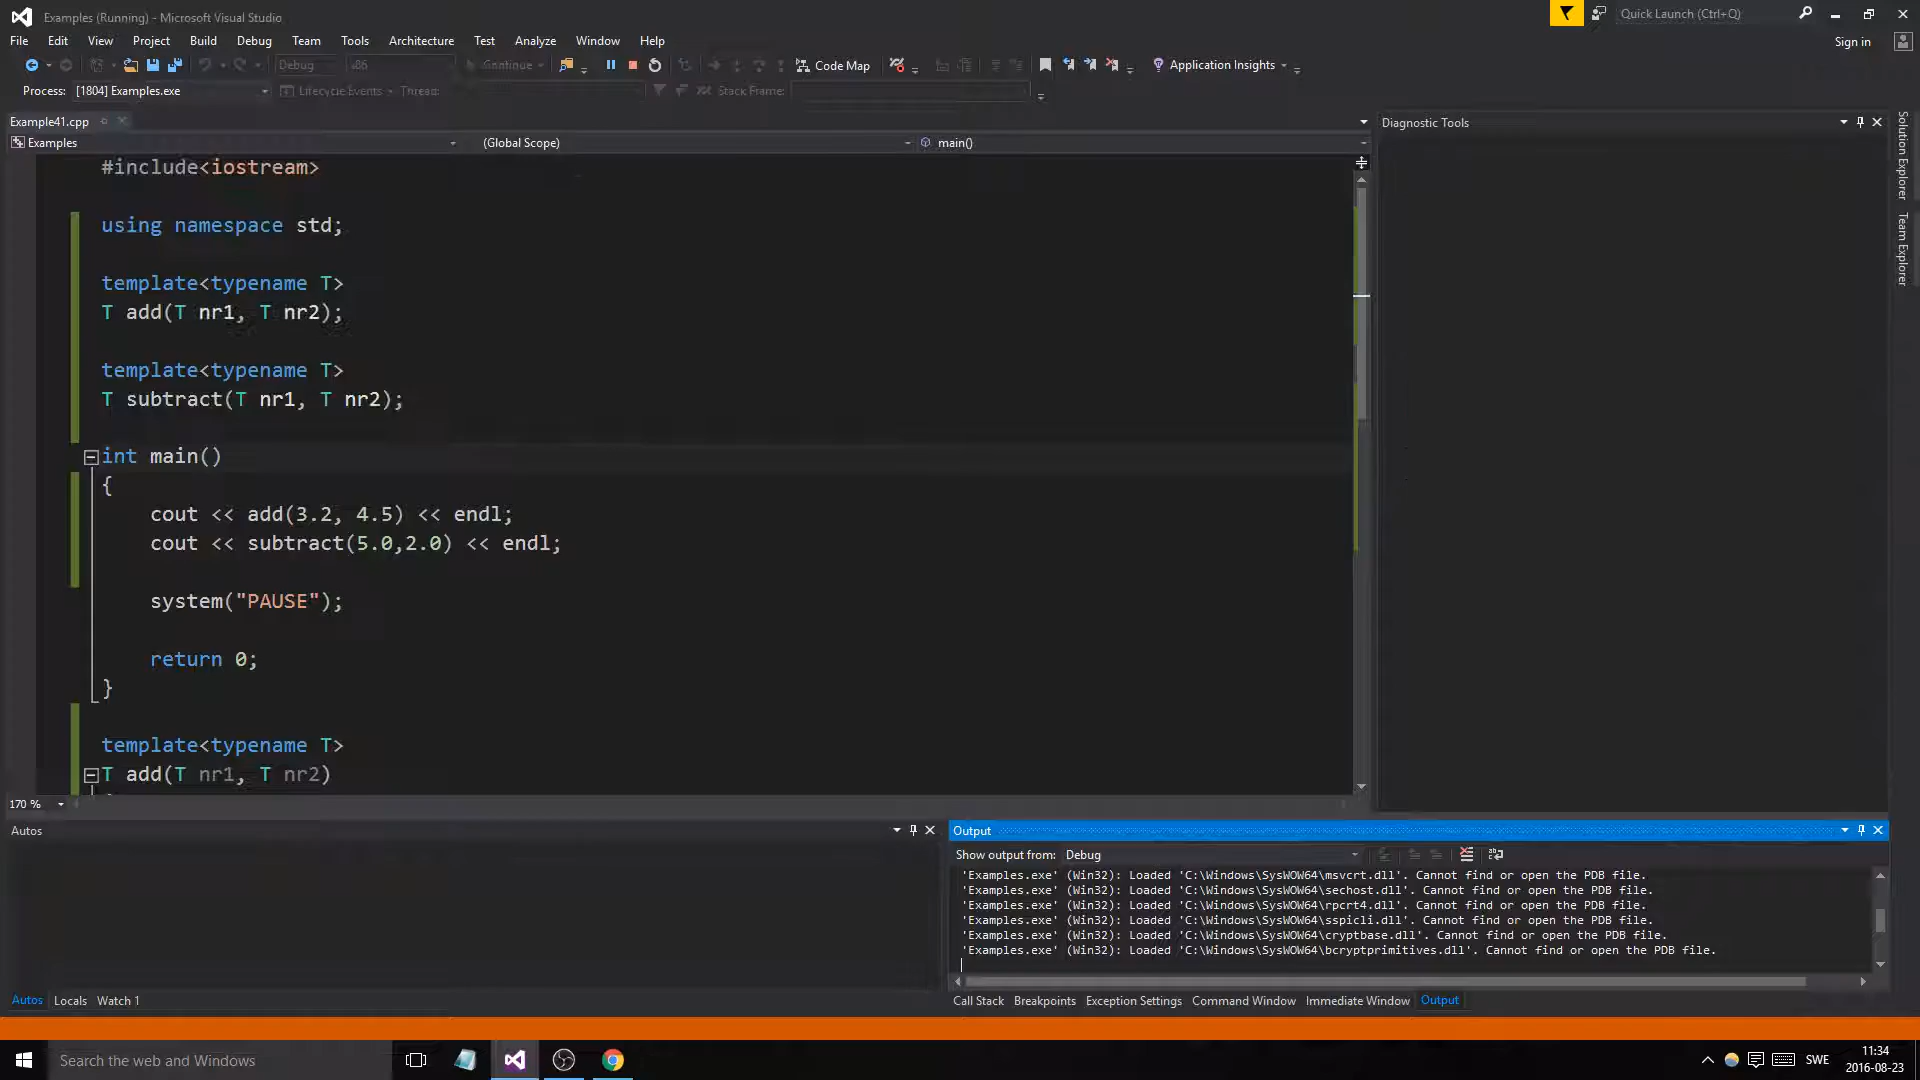 Examples (Running) - Microsoft Visual Studio
Quick Launch (Ctrl+Q)
File Edit View Project Build Debug Team Tools Architecture Test Analyze Window Help
Sign in
Debug x86 Continue Code Map Application Insights
Process: [1804] Examples.exe Lifecycle Events Thread: Stack Frame:
Example41.cpp
Diagnostic Tools
Examples (Global Scope) main()
Solution Explorer
Team Explorer
#include<iostream>
using namespace std;
template<typename T>
T add(T nr1, T nr2);
template<typename T>
T subtract(T nr1, T nr2);
int main()
{
cout << add(3.2, 4.5) << endl;
cout << subtract(5.0,2.0) << endl;
system("PAUSE");
return 0;
}
template<typename T>
T add(T nr1, T nr2)
170 %
Autos
Output
Show output from: Debug
'Examples.exe' (Win32): Loaded 'C:\Windows\SysWOW64\msvcrt.dll'. Cannot find or open the PDB file.
'Examples.exe' (Win32): Loaded 'C:\Windows\SysWOW64\sechost.dll'. Cannot find or open the PDB file.
'Examples.exe' (Win32): Loaded 'C:\Windows\SysWOW64\rpcrt4.dll'. Cannot find or open the PDB file.
'Examples.exe' (Win32): Loaded 'C:\Windows\SysWOW64\sspicli.dll'. Cannot find or open the PDB file.
'Examples.exe' (Win32): Loaded 'C:\Windows\SysWOW64\cryptbase.dll'. Cannot find or open the PDB file.
'Examples.exe' (Win32): Loaded 'C:\Windows\SysWOW64\bcryptprimitives.dll'. Cannot find or open the PDB file.
Autos Locals Watch 1
Call Stack Breakpoints Exception Settings Command Window Immediate Window Output
Search the web and Windows
SWE
11:34
2016-08-23